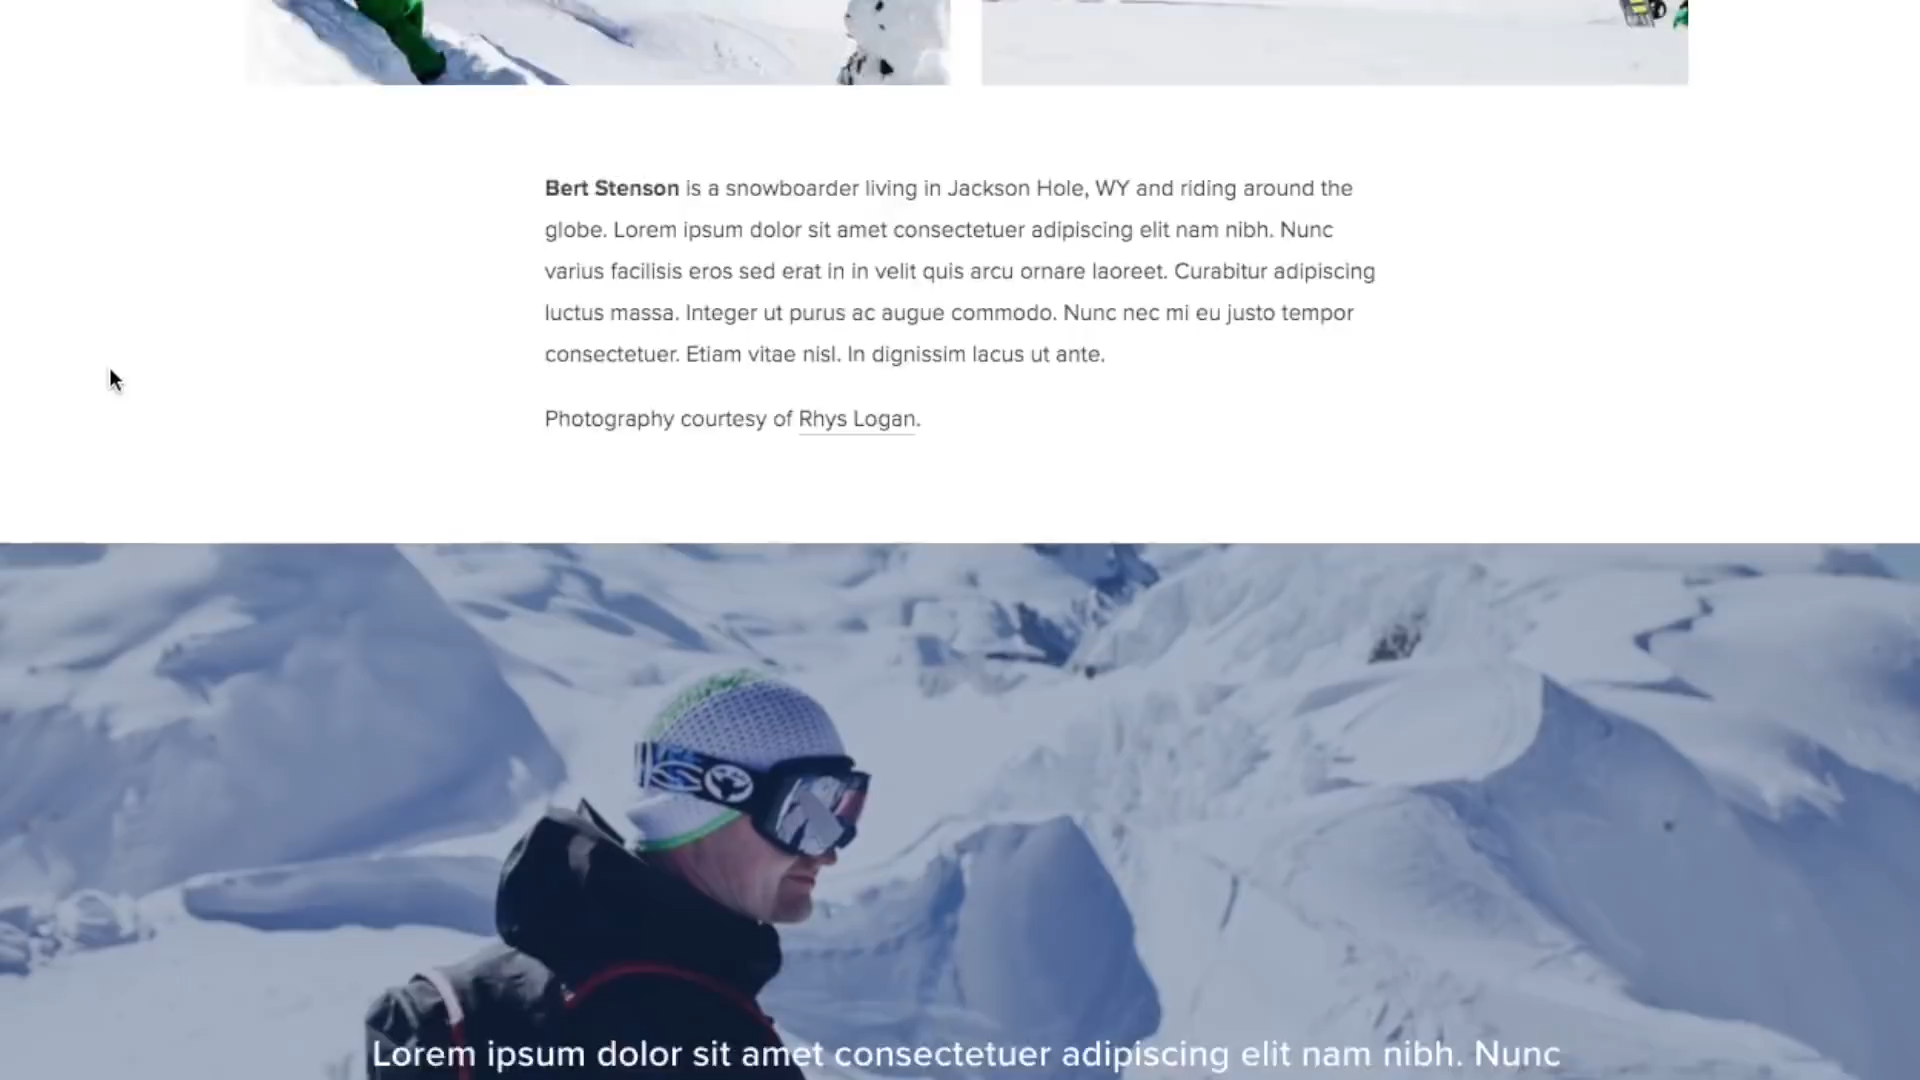 Bert Stenson is a snowboarder living in Jackson Hole, WY and riding around the
globe. Lorem ipsum dolor sit amet consectetuer adipiscing elit nam nibh. Nunc
varius facilisis eros sed erat in in velit quis arcu ornare laoreet. Curabitur adipiscing
luctus massa. Integer ut purus ac augue commodo. Nunc nec mi eu justo tempor
consectetuer. Etiam vitae nisl. In dignissim lacus ut ante.
Photography courtesy of Rhys Logan.
Lorem ipsum dolor sit amet consectetuer adipiscing elit nam nibh. Nunc